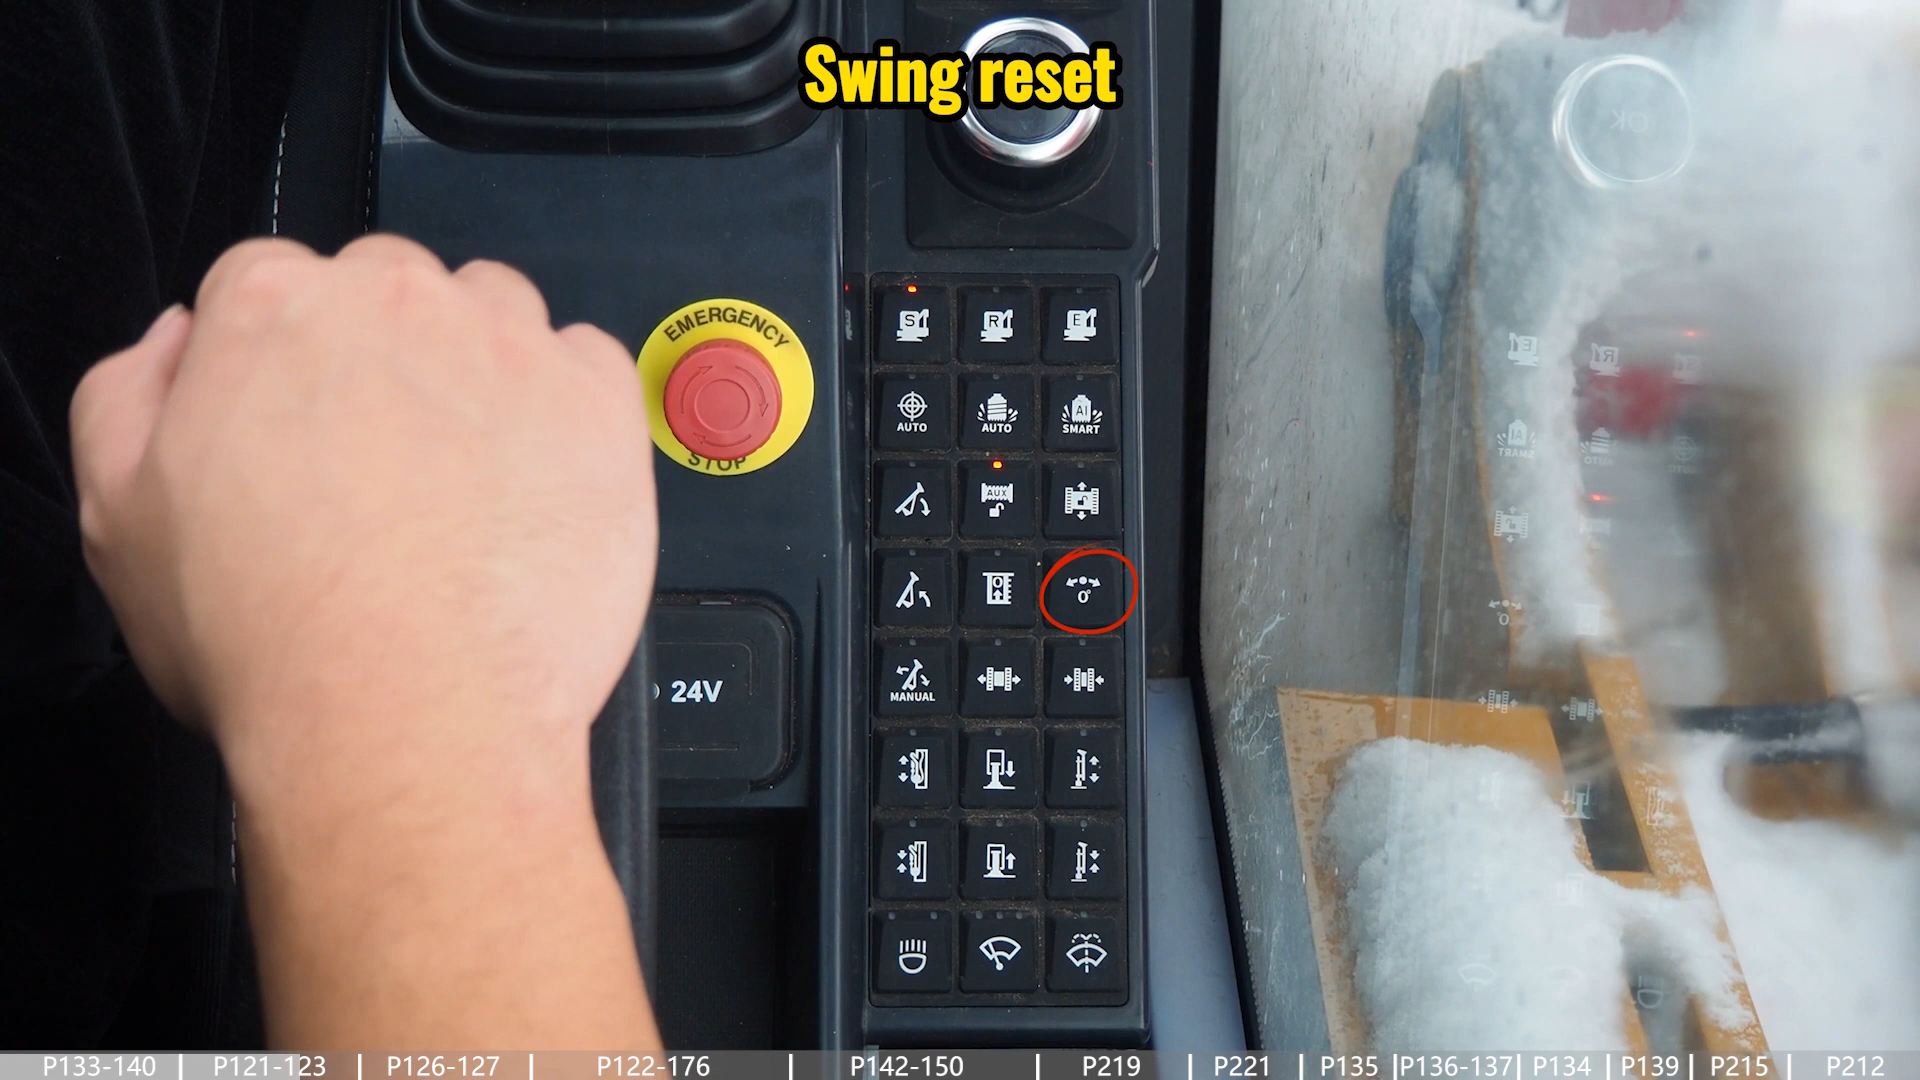 Swing reset
EMERGENCY
STOP
S R E
AUTO AUTO AI
SMART
AUX
0
0°
MANUAL
24V
P133-140 P121-123 P126-127 P122-176 P142-150 P219 P221 P135 P136-137 P134 P139 P215 P212